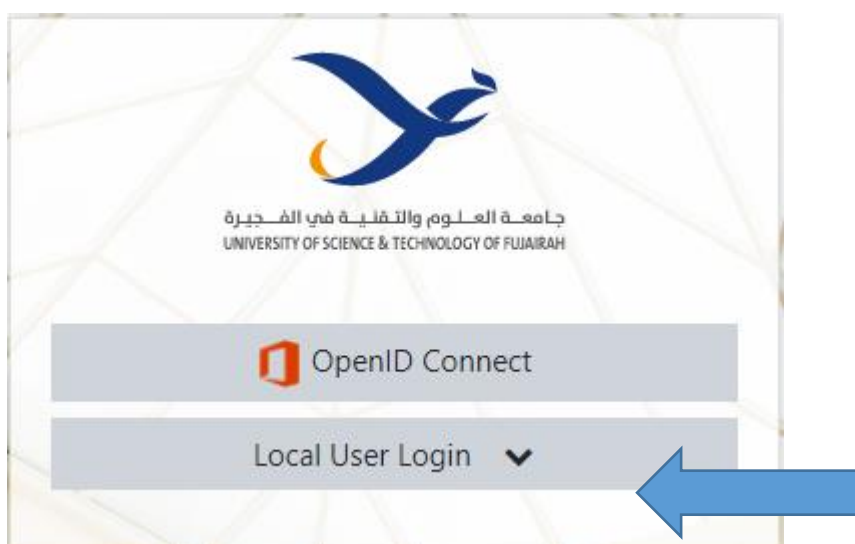 جامعة العلوم والتقنية في الفجيرة
UNIVERSITY OF SCIENCE & TECHNOLOGY OF FUJAIRAH
OpenID Connect
Local User Login